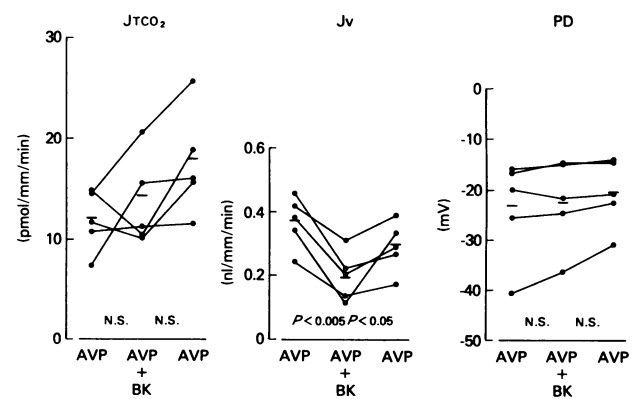 JTCO2
Jv
PD
30
20
10
0
(pmol/mm/min)
N.S. N.S.
AVP AVP AVP
+
BK
0.6
0.4
0.2
0
(nl/mm/min)
P<0.005 P<0.05
AVP AVP AVP
+
BK
-0
-10
-20
-30
-40
-50
(mV)
N.S. N.S.
AVP AVP AVP
+
BK